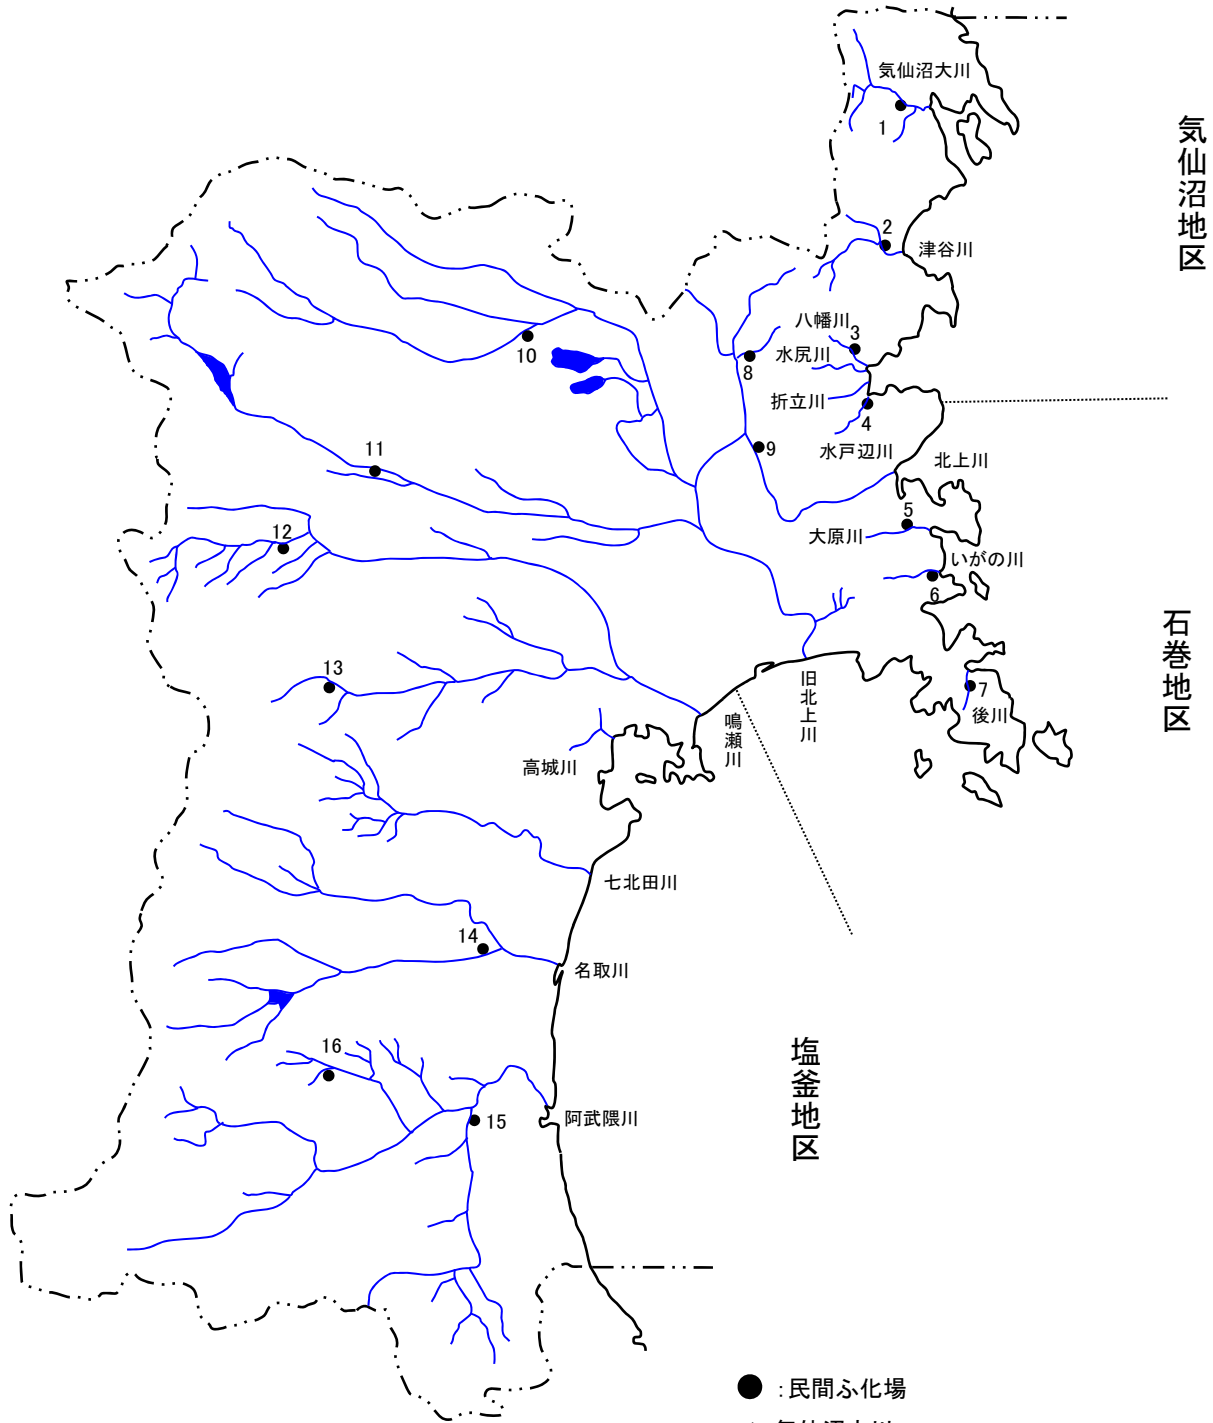 気仙沼大川
1
気仙沼地区
2
津谷川
八幡川
3
水尻川
8
10
折立川
4
9
水戸辺川
北上川
11
5
大原川
12
いがの川
6
石巻地区
13
7
後川
旧北上川
鳴瀬川
高城川
七北田川
14
名取川
16
塩釜地区
15
阿武隈川
●:民間ふ化場